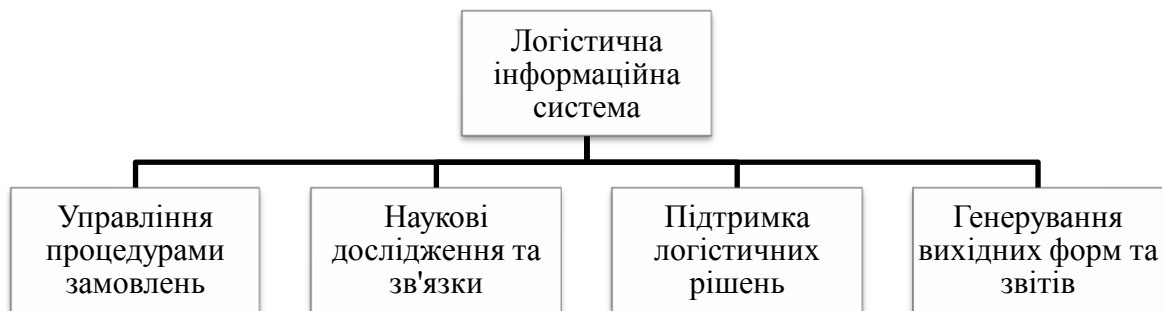 Логістична
інформаційна
система
Управління
процедурами
замовлень
Наукові
дослідження та
зв'язки
Підтримка
логістичних
рішень
Генерування
вихідних форм та
звітів